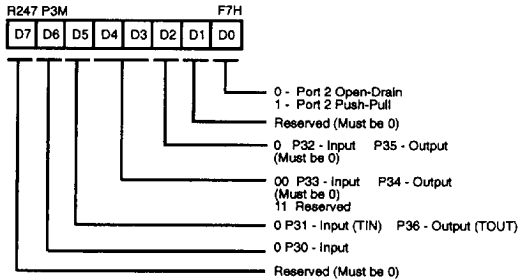 R247 P3M F7H
D7 D6 D5 D4 D3 D2 D1 D0
0 - Port 2 Open-Drain
1 - Port 2 Push-Pull
Reserved (Must be 0)
0 P32 - Input P35 - Output
(Must be 0)
00 P33 - Input P34 - Output
(Must be 0)
11 Reserved
0 P31 - Input (TIN) P36 - Output (TOUT)
0 P30 - Input
Reserved (Must be 0)